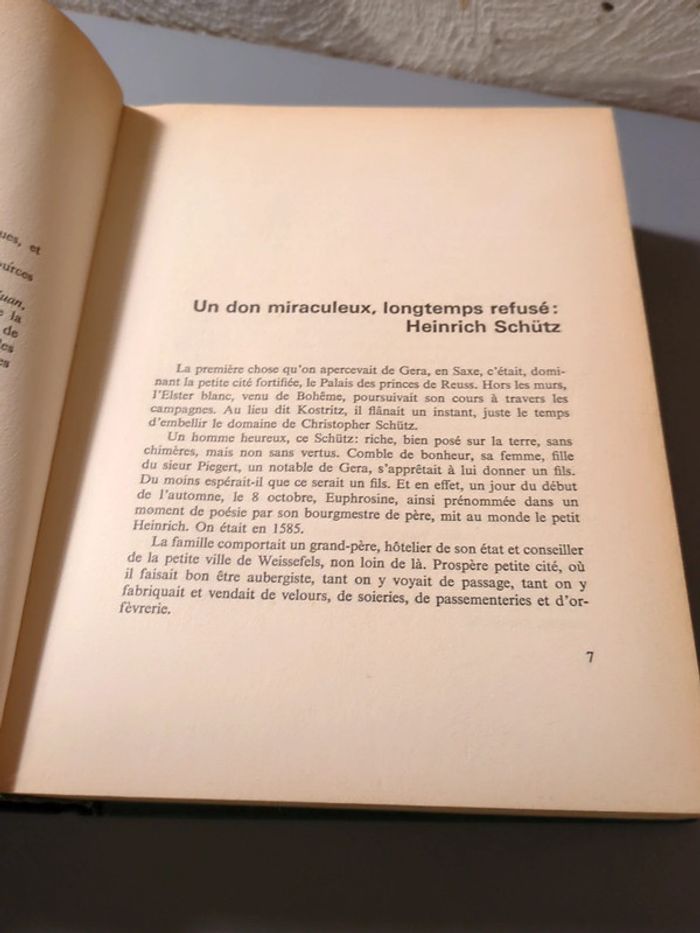 ues, et
ources
uan,
la
de
les
es
Un don miraculeux, longtemps refusé:
Heinrich Schütz
La première chose qu'on apercevait de Gera, en Saxe, c'était, domi-
nant la petite cité fortifiée, le Palais des princes de Reuss. Hors les murs,
l'Elster blanc, venu de Bohême, poursuivait son cours à travers les
campagnes. Au lieu dit Kostritz, il flânait un instant, juste le temps
d'embellir le domaine de Christopher Schütz.
Un homme heureux, ce Schütz: riche, bien posé sur la terre, sans
chimères, mais non sans vertus. Comble de bonheur, sa femme, fille
du sieur Piegert, un notable de Gera, s'apprêtait à lui donner un fils.
Du moins espérait-il que ce serait un fils. Et en effet, un jour du début
de l'automne, le 8 octobre, Euphrosine, ainsi prénommée dans un
moment de poésie par son bourgmestre de père, mit au monde le petit
Heinrich. On était en 1585.
La famille comportait un grand-père, hôtelier de son état et conseiller
de la petite ville de Weissefels, non loin de là. Prospère petite cité, où
il faisait bon être aubergiste, tant on y voyait de passage, tant on y
fabriquait et vendait de velours, de soieries, de passementeries et d'or-
fèvrerie.
7